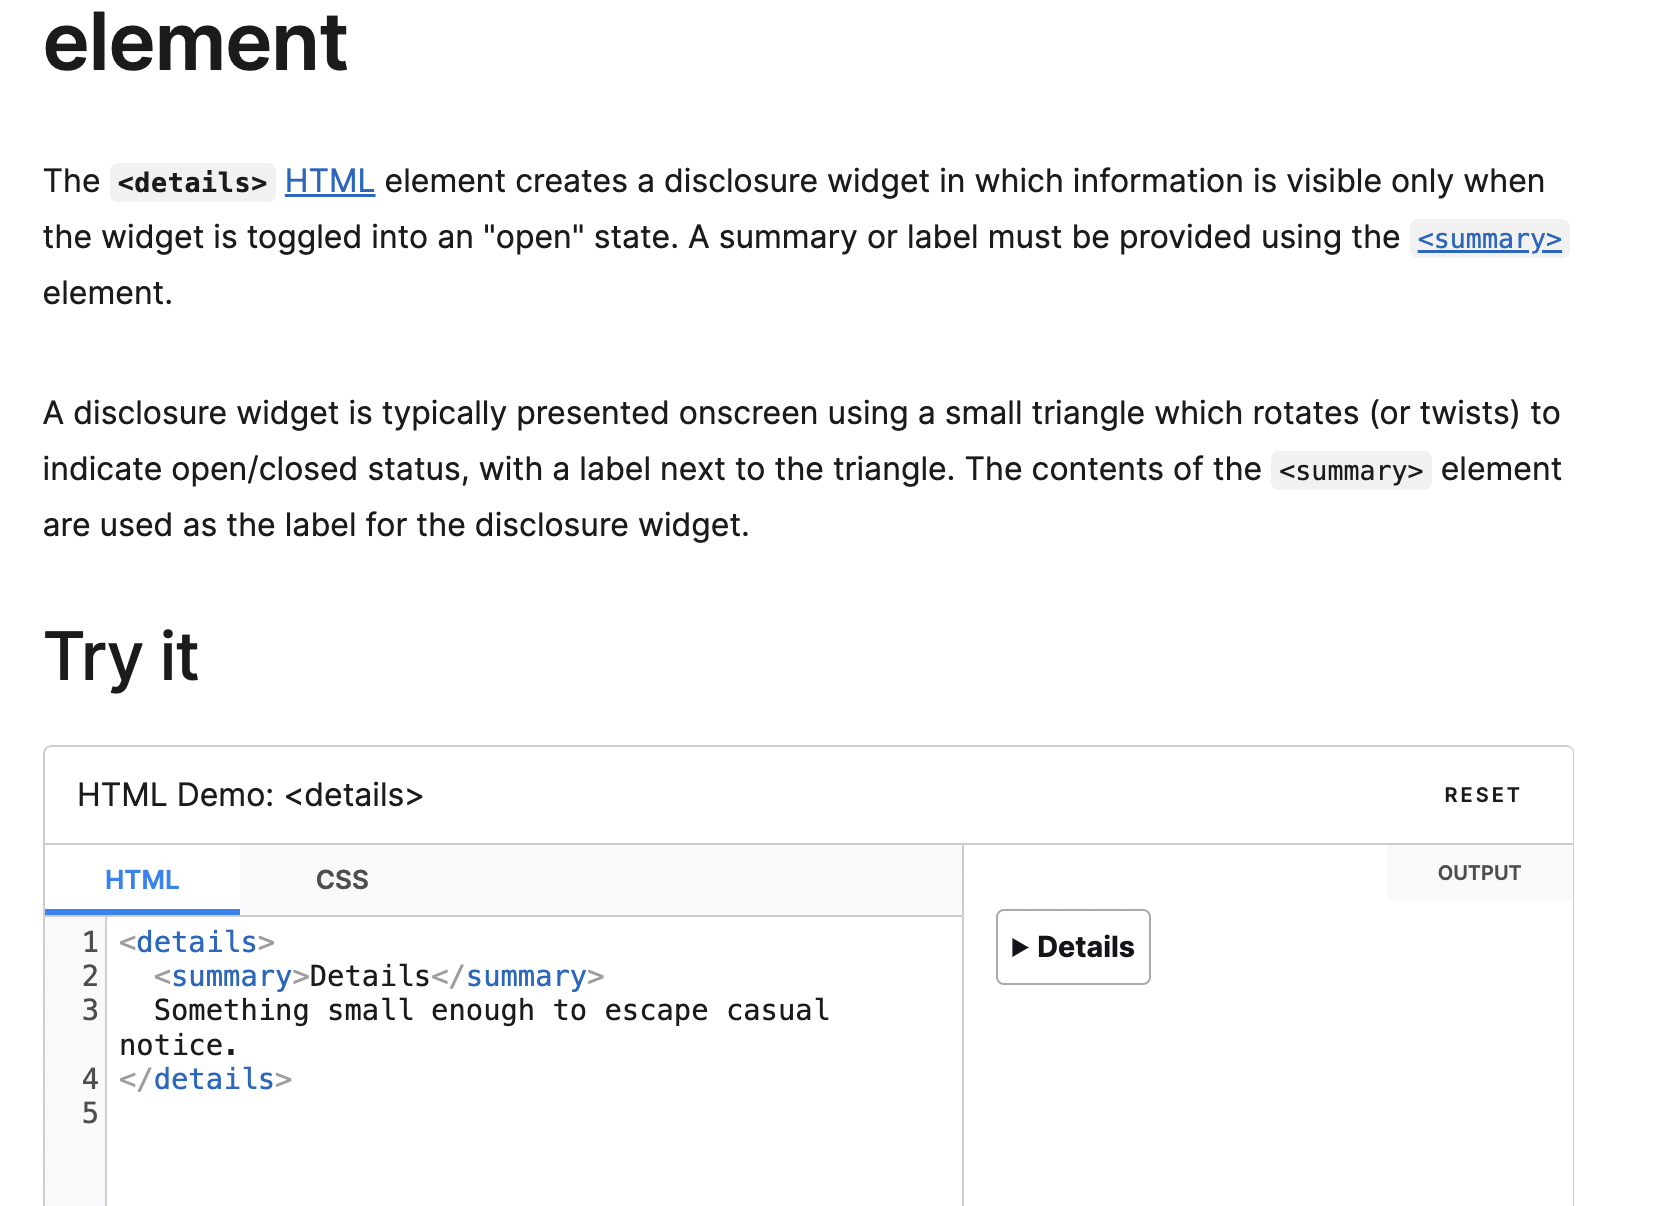 element
The <details> HTML element creates a disclosure widget in which information is visible only when
the widget is toggled into an "open" state. A summary or label must be provided using the <summary>
element.
A disclosure widget is typically presented onscreen using a small triangle which rotates (or twists) to
indicate open/closed status, with a label next to the triangle. The contents of the <summary> element
are used as the label for the disclosure widget.
Try it
HTML Demo: <details>
RESET
HTML
CSS
1 <details>
2   <summary>Details</summary>
3   Something small enough to escape casual
notice.
4 </details>
5
OUTPUT
▶ Details